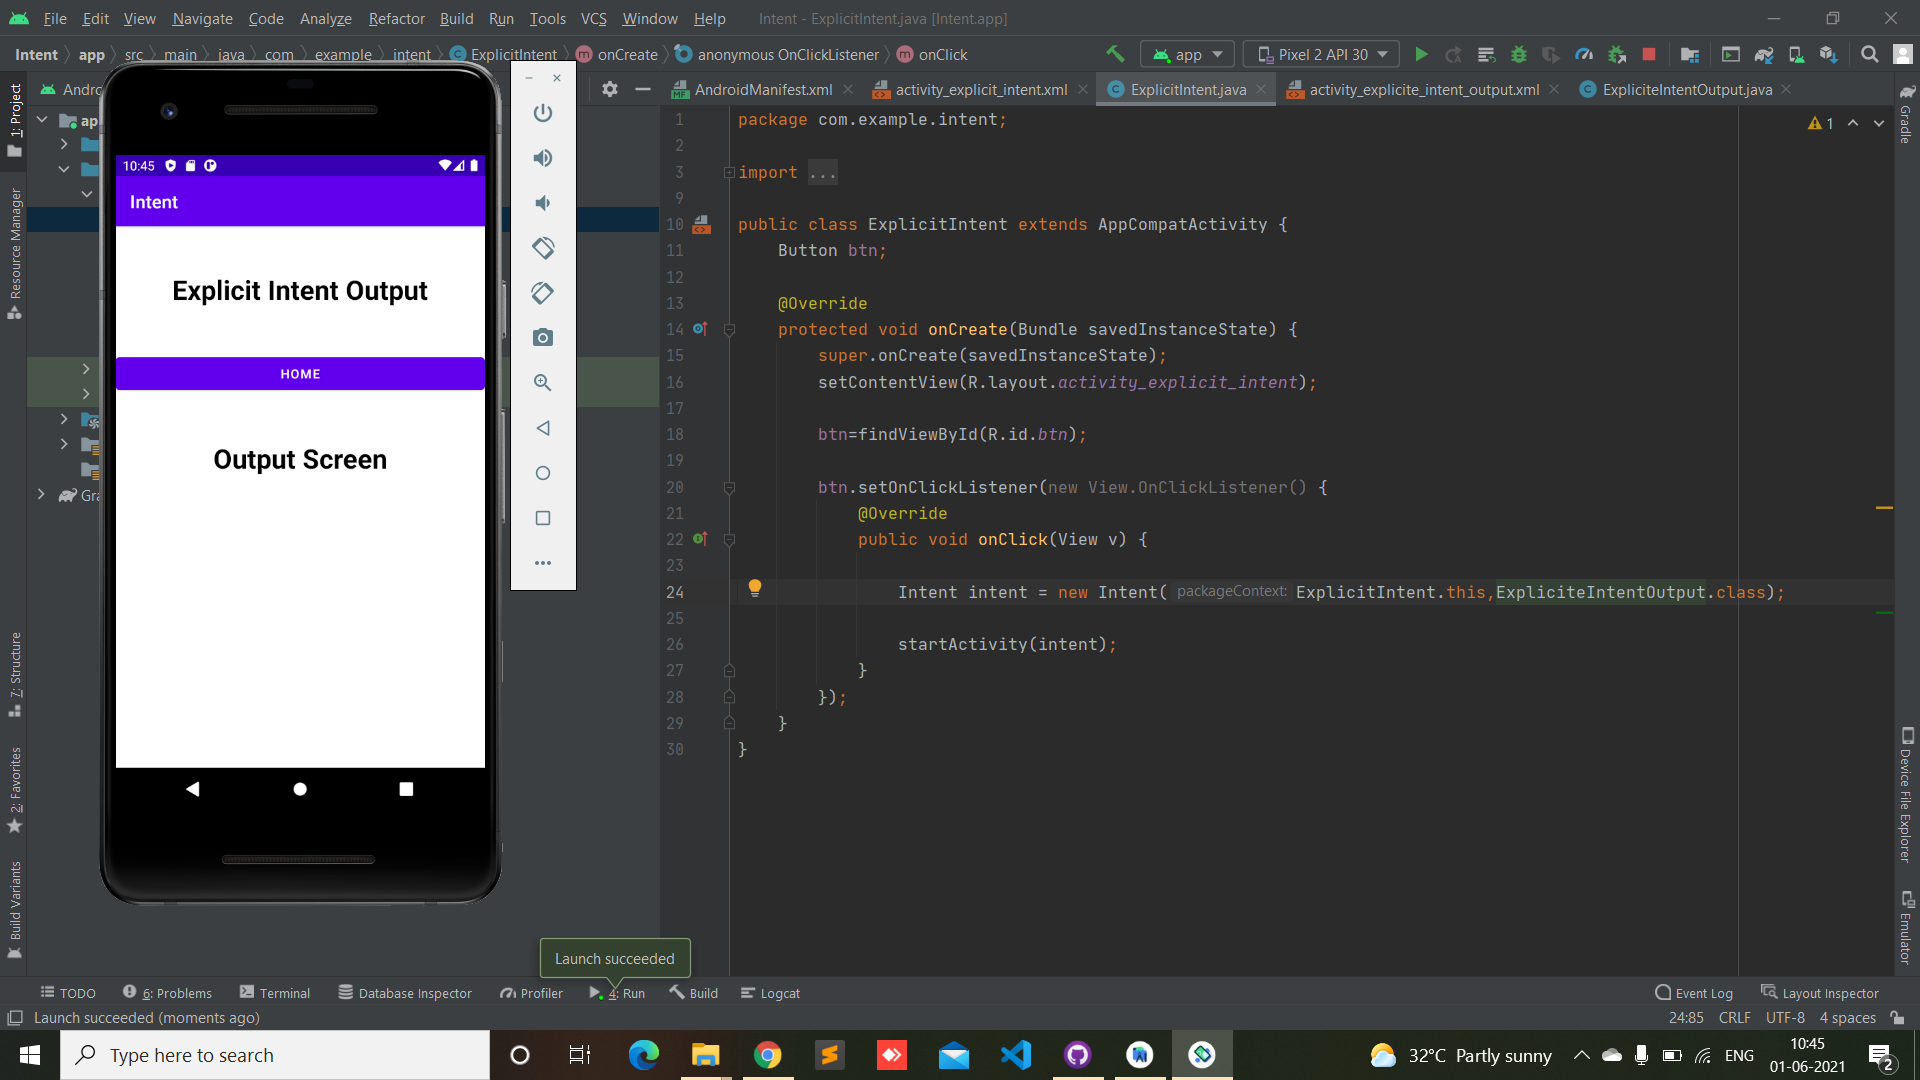 File Edit View Navigate Code Analyze Refactor Build Run Tools VCS Window Help Intent - ExplicitIntent.java [Intent.app]
Intent app src main java com example intent ExplicitIntent onCreate anonymous OnClickListener onClick app Pixel 2 API 30
AndroidManifest.xml activity_explicit_intent.xml ExplicitIntent.java activity_explicite_intent_output.xml ExpliciteIntentOutput.java
1: Project
Resource Manager
7: Structure
2: Favorites
Build Variants
Andro
ap
Gra
10:45
Intent
Explicit Intent Output
HOME
Output Screen
1 package com.example.intent;
2
3 import ...
9
10 public class ExplicitIntent extends AppCompatActivity {
11 Button btn;
12
13 @Override
14 protected void onCreate(Bundle savedInstanceState) {
15 super.onCreate(savedInstanceState);
16 setContentView(R.layout.activity_explicit_intent);
17
18 btn=findViewById(R.id.btn);
19
20 btn.setOnClickListener(new View.OnClickListener() {
21 @Override
22 public void onClick(View v) {
23
24 Intent intent = new Intent( packageContext: ExplicitIntent.this,ExpliciteIntentOutput.class);
25
26 startActivity(intent);
27 }
28 });
29 }
30 }
1
Gradle
Device File Explorer
Emulator
Launch succeeded
TODO 6: Problems Terminal Database Inspector Profiler 4: Run Build Logcat Event Log Layout Inspector
Launch succeeded (moments ago) 24:85 CRLF UTF-8 4 spaces
Type here to search 32°C Partly sunny ENG 10:45
01-06-2021
2